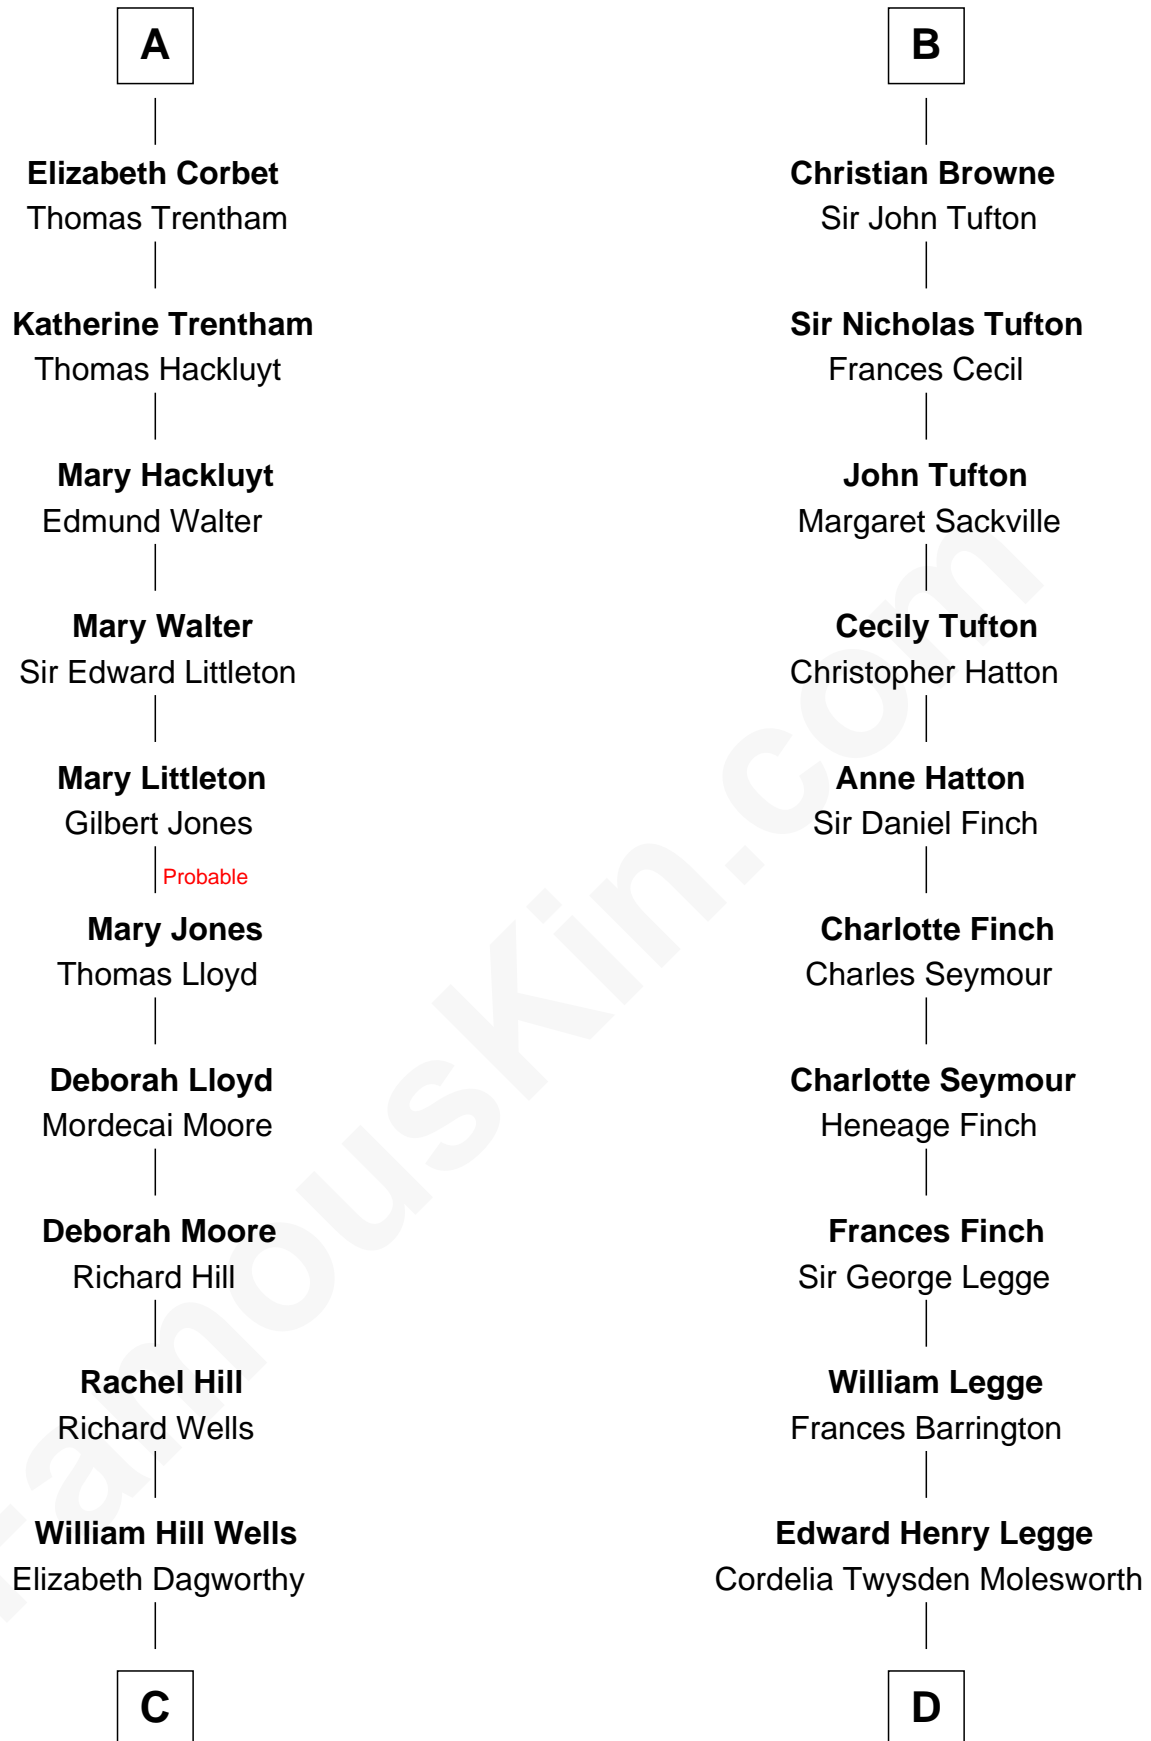 A
Elizabeth Corbet
Thomas Trentham
Katherine Trentham
Thomas Hackluyt
Mary Hackluyt
Edmund Walter
Mary Walter
Sir Edward Littleton
Mary Littleton
Gilbert Jones
Probable
Mary Jones
Thomas Lloyd
Deborah Lloyd
Mordecai Moore
Deborah Moore
Richard Hill
Rachel Hill
Richard Wells
William Hill Wells
Elizabeth Dagworthy
C
B
Christian Browne
Sir John Tufton
Sir Nicholas Tufton
Frances Cecil
John Tufton
Margaret Sackville
Cecily Tufton
Christopher Hatton
Anne Hatton
Sir Daniel Finch
Charlotte Finch
Charles Seymour
Charlotte Seymour
Heneage Finch
Frances Finch
Sir George Legge
William Legge
Frances Barrington
Edward Henry Legge
Cordelia Twysden Molesworth
D
FamousKin.com